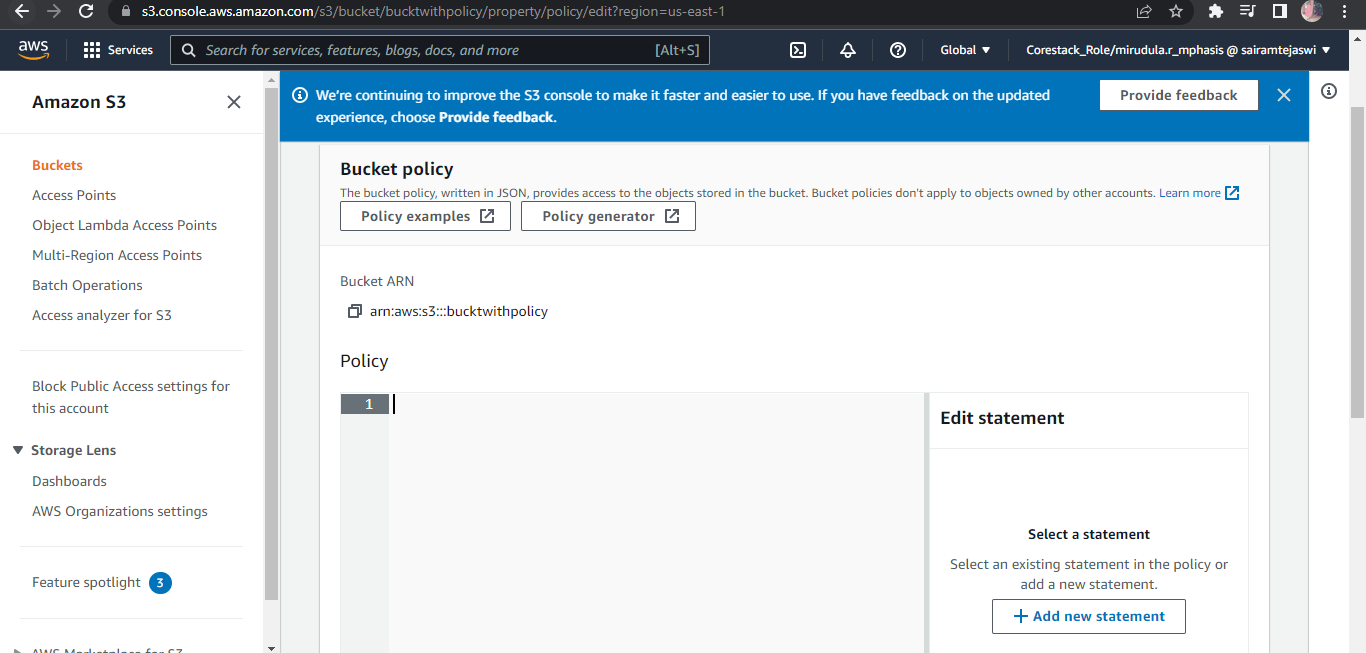 s3.console.aws.amazon.com/s3/bucket/bucktwithpolicy/property/policy/edit?region=us-east-1
aws
Services
Search for services, features, blogs, docs, and more
[Alt+S]
Global
Corestack_Role/mirudula.r_mphasis @ sairamtejaswi
Amazon S3
Buckets
Access Points
Object Lambda Access Points
Multi-Region Access Points
Batch Operations
Access analyzer for S3
Block Public Access settings for
this account
Storage Lens
Dashboards
AWS Organizations settings
Feature spotlight 3
AWS Marketplace for S3
We're continuing to improve the S3 console to make it faster and easier to use. If you have feedback on the updated
experience, choose Provide feedback.
Provide feedback
Bucket policy
The bucket policy, written in JSON, provides access to the objects stored in the bucket. Bucket policies don't apply to objects owned by other accounts. Learn more
Policy examples
Policy generator
Bucket ARN
arn:aws:s3:::bucktwithpolicy
Policy
1
Edit statement
Select a statement
Select an existing statement in the policy or
add a new statement.
+ Add new statement